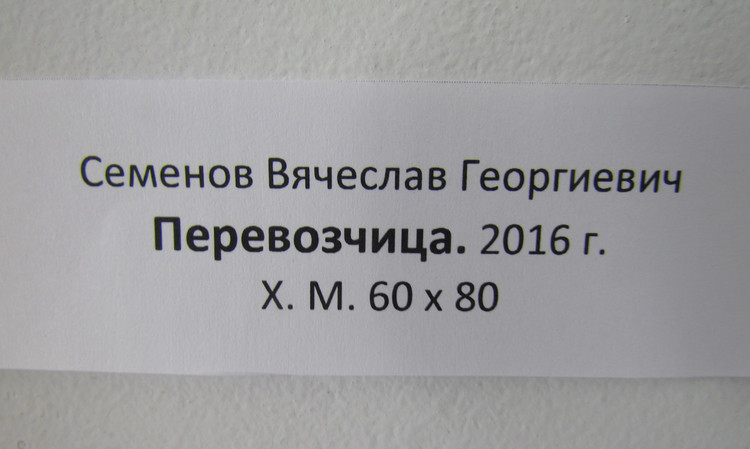 Семенов Вячеслав Георгиевич
Перевозчица. 2016 г.
Х. М. 60 х 80